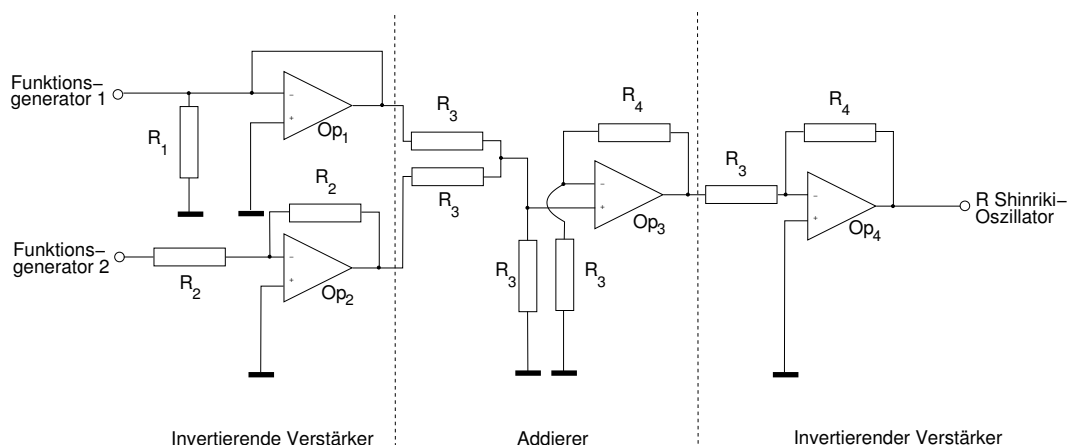 Funktions-
generator 1
R1
−
+
Op1
R3
R3
R4
−
+
Op3
R3
R4
−
+
Op4
R Shinriki-
Oszillator
Funktions-
generator 2
R2
R2
−
+
Op2
R3
R3
Invertierende Verstärker
Addierer
Invertierender Verstärker